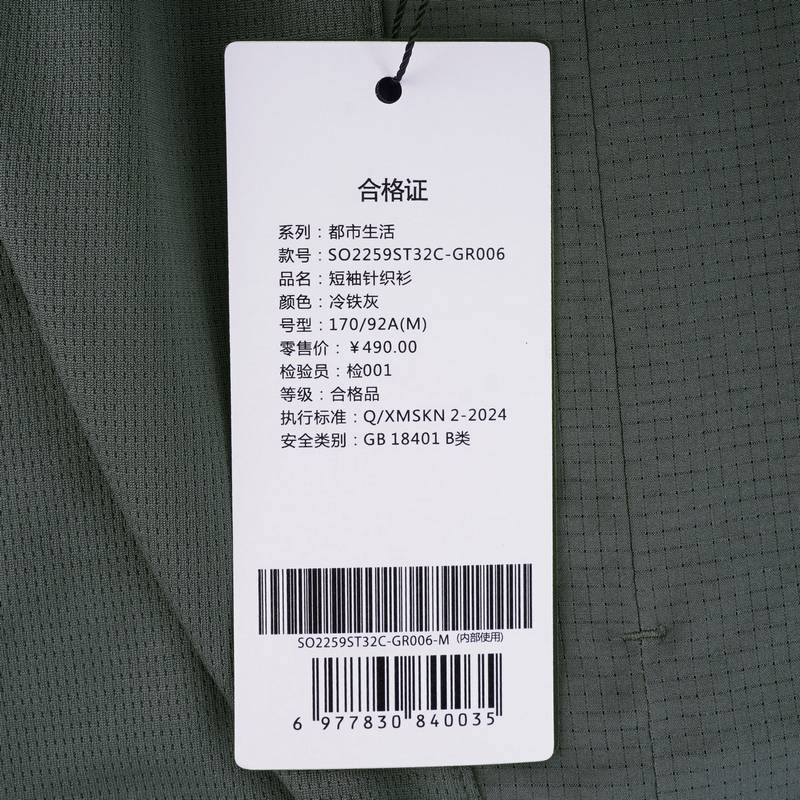 合格证
系列：都市生活
款号：SO2259ST32C-GR006
品名：短袖针织衫
颜色：冷铁灰
号型：170/92A(M)
零售价：￥490.00
检验员：检001
等级：合格品
执行标准：Q/XMSKN 2-2024
安全类别：GB 18401 B类
SO2259ST32C-GR006-M (内部使用)
6 977830 840035